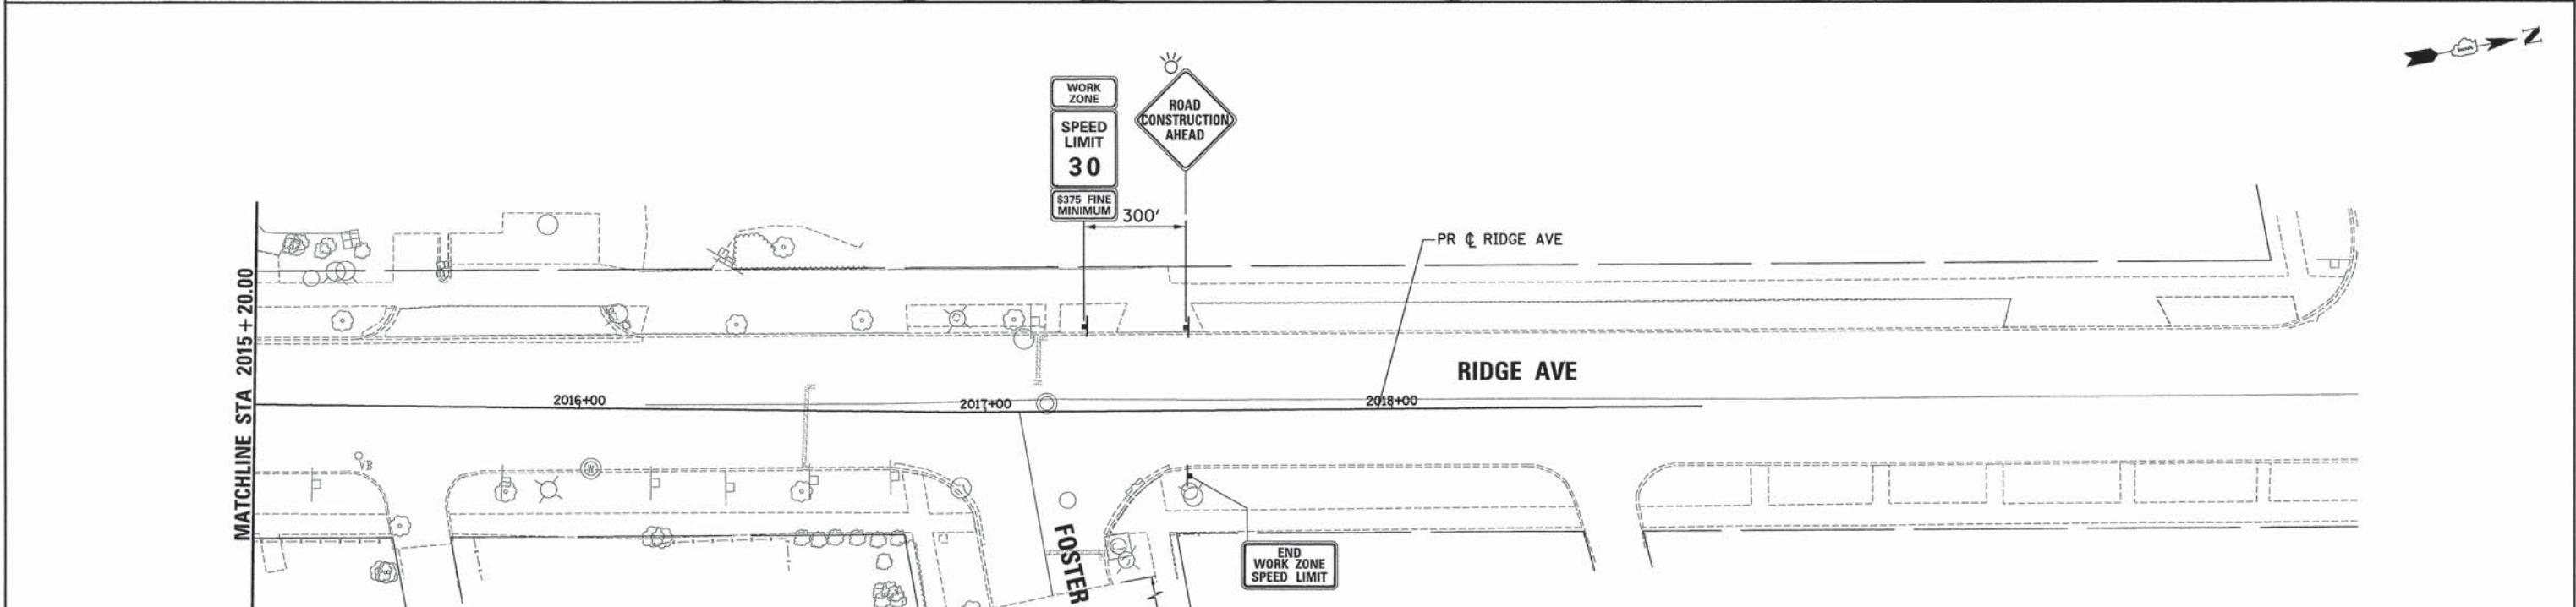 N
WORK
ZONE
SPEED
LIMIT
30
$375 FINE
MINIMUM
ROAD
CONSTRUCTION
AHEAD
300'
PR ℄ RIDGE AVE
MATCHLINE STA 2015+20.00
RIDGE AVE
2016+00
2017+00
2018+00
VB
W
FOSTER
END
WORK ZONE
SPEED LIMIT